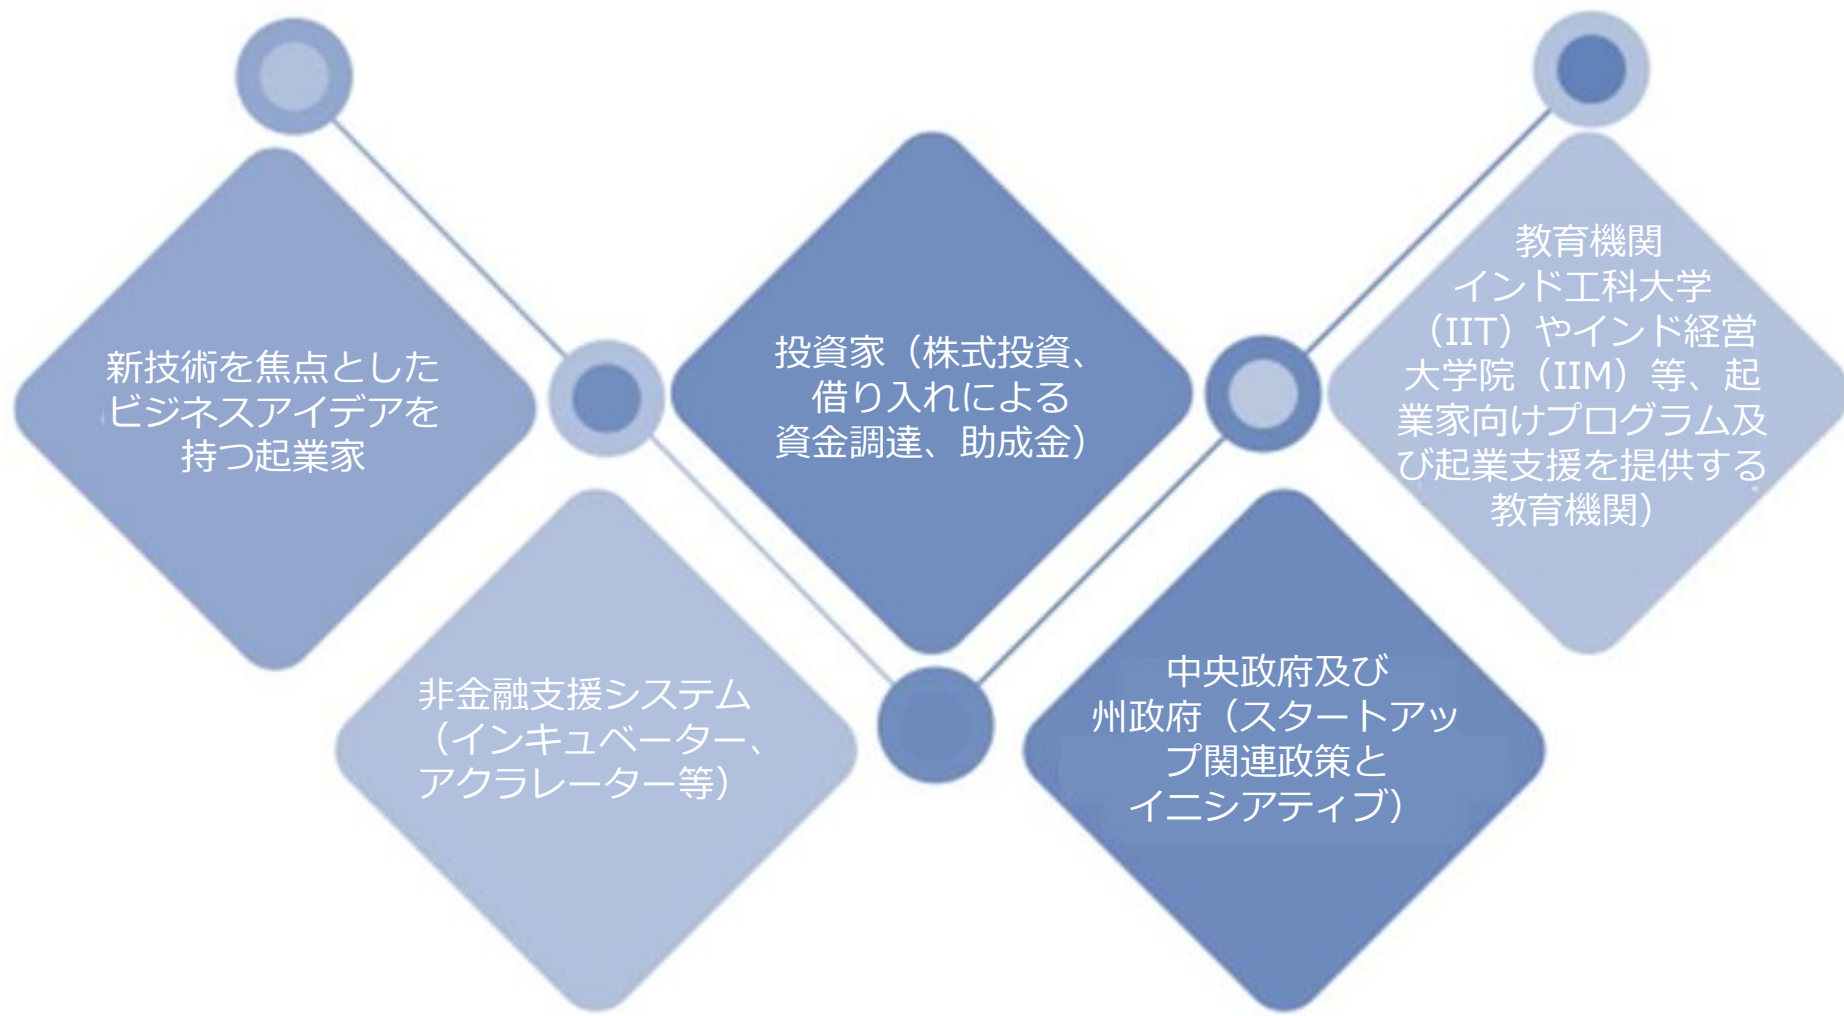 新技術を焦点とした
ビジネスアイデアを
持つ起業家
非金融支援システム
（インキュベーター、
アクラレーター等）
投資家（株式投資、
借り入れによる
資金調達、助成金）
中央政府及び
州政府（スタートアッ
プ関連政策と
イニシアティブ）
教育機関
インド工科大学
（IIT）やインド経営
大学院（IIM）等、起
業家向けプログラム及
び起業支援を提供する
教育機関）